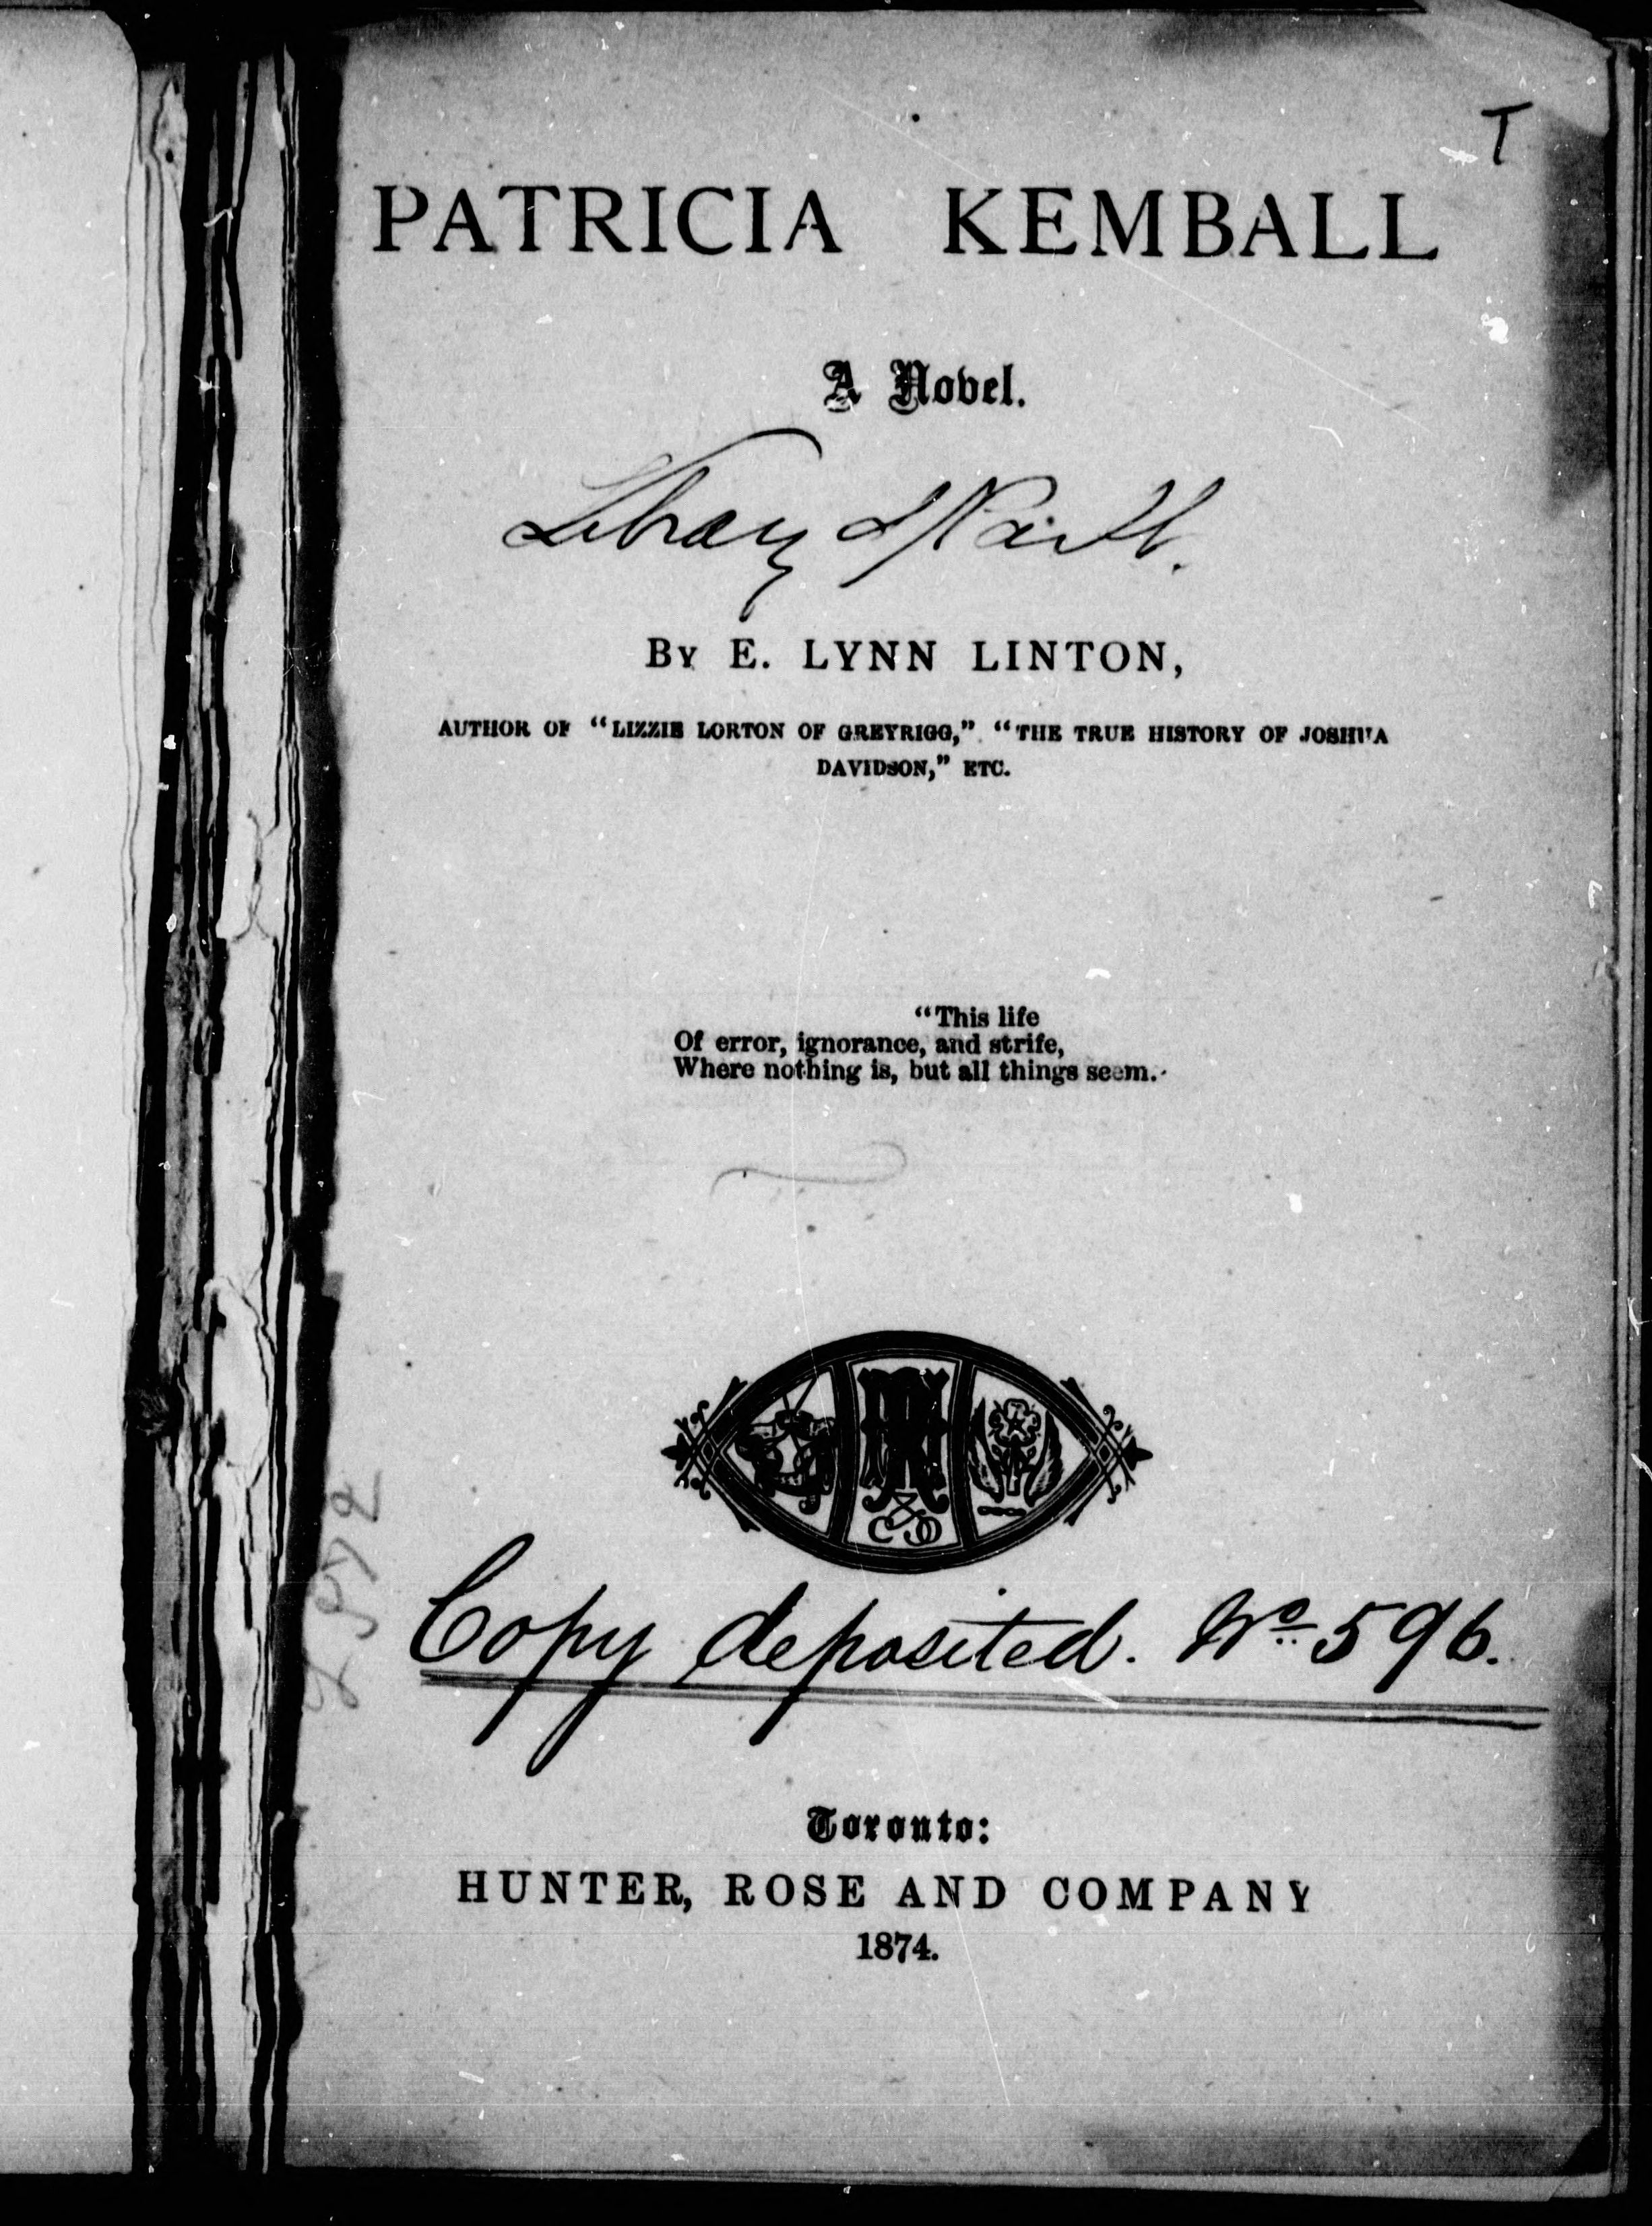 T
PATRICIA KEMBALL
A Novel.
Library of Parlt.
By E. LYNN LINTON,
AUTHOR OF "LIZZIE LORTON OF GREYRIGG," "THE TRUE HISTORY OF JOSHUA
DAVIDSON," ETC.
"This life
Of error, ignorance, and strife,
Where nothing is, but all things seem.
Copy deposited. No. 596.
Toronto:
HUNTER, ROSE AND COMPANY
1874.